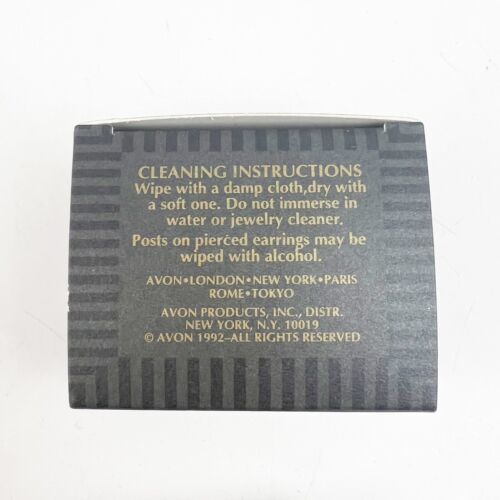 CLEANING INSTRUCTIONS
Wipe with a damp cloth,dry with
a soft one. Do not immerse in
water or jewelry cleaner.
Posts on pierced earrings may be
wiped with alcohol.
AVON•LONDON•NEW YORK•PARIS
ROME•TOKYO
AVON PRODUCTS, INC., DISTR.
NEW YORK, N.Y. 10019
© AVON 1992–ALL RIGHTS RESERVED